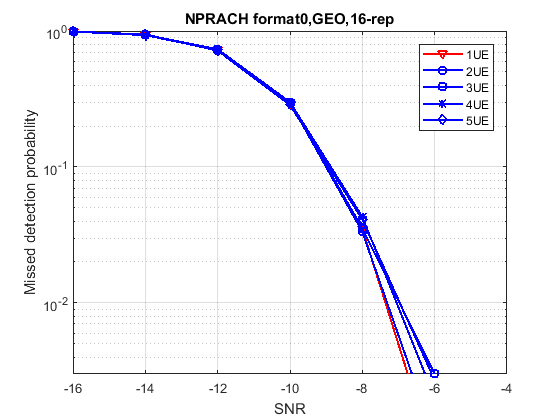 NPRACH format0,GEO,16-rep
10^0
10^-1
10^-2
Missed detection probability
1UE
2UE
3UE
4UE
5UE
-16 -14 -12 -10 -8 -6 -4
SNR